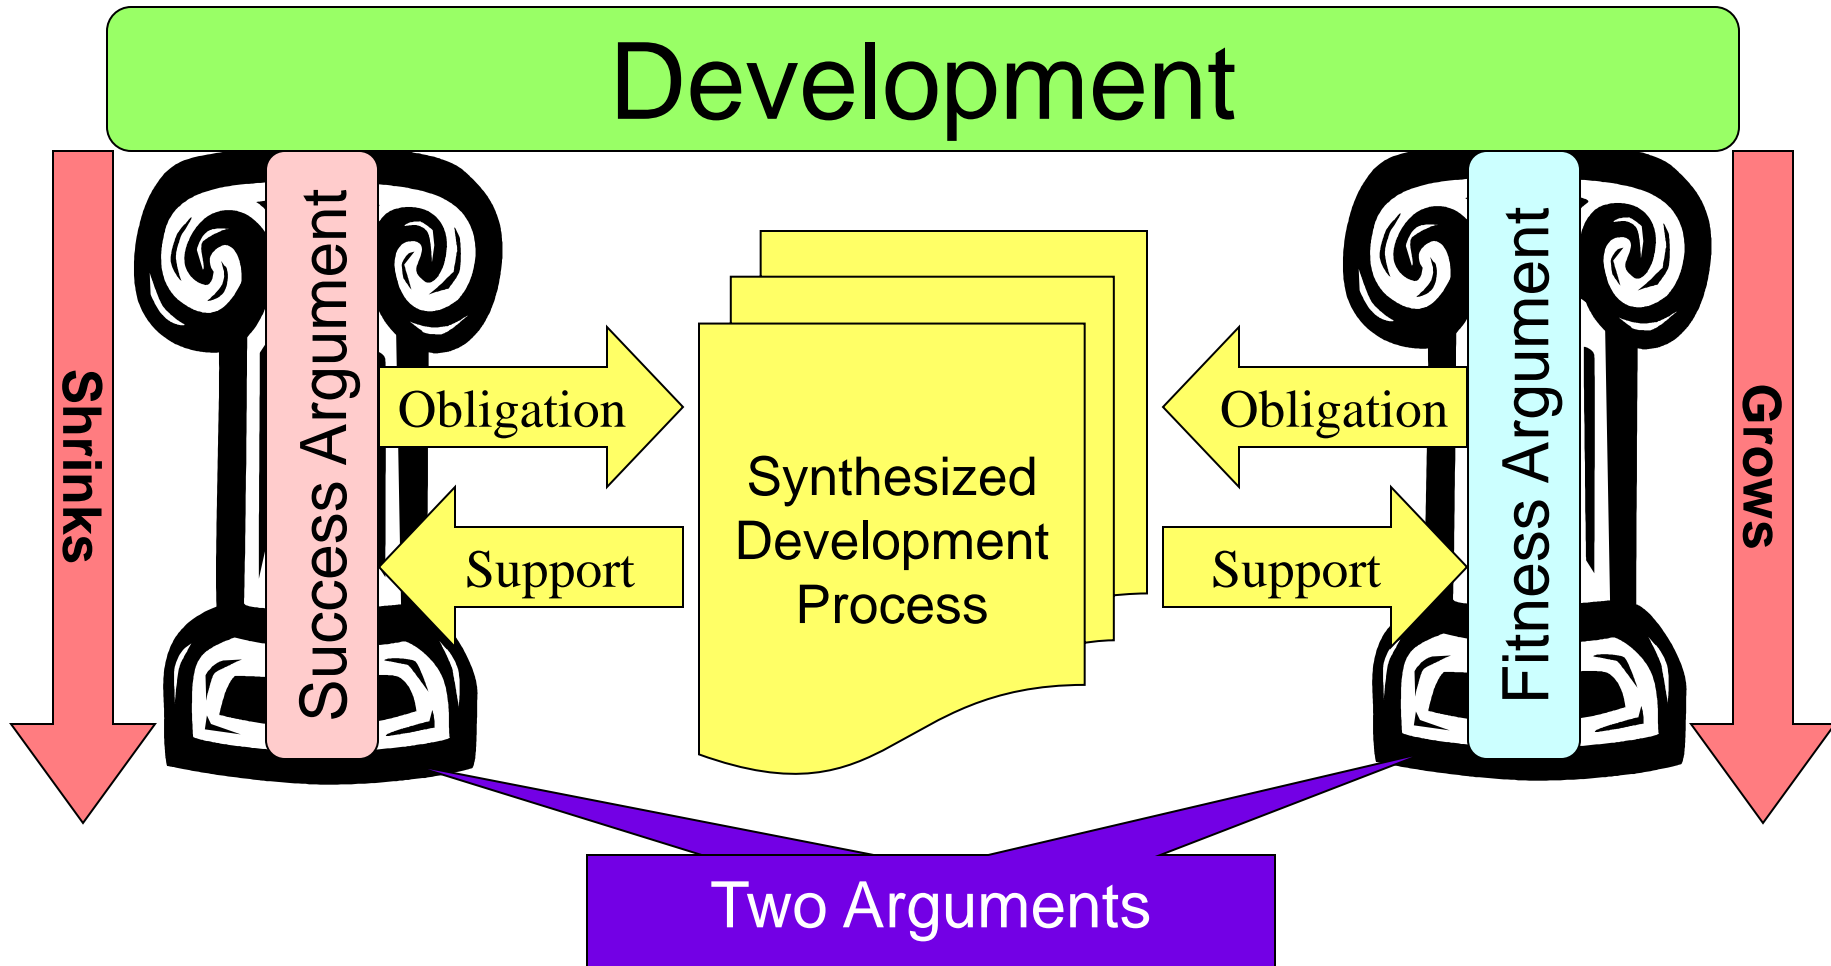 Development
Shrinks
Success Argument
Obligation
Support
Synthesized
Development
Process
Obligation
Support
Fitness Argument
Grows
Two Arguments